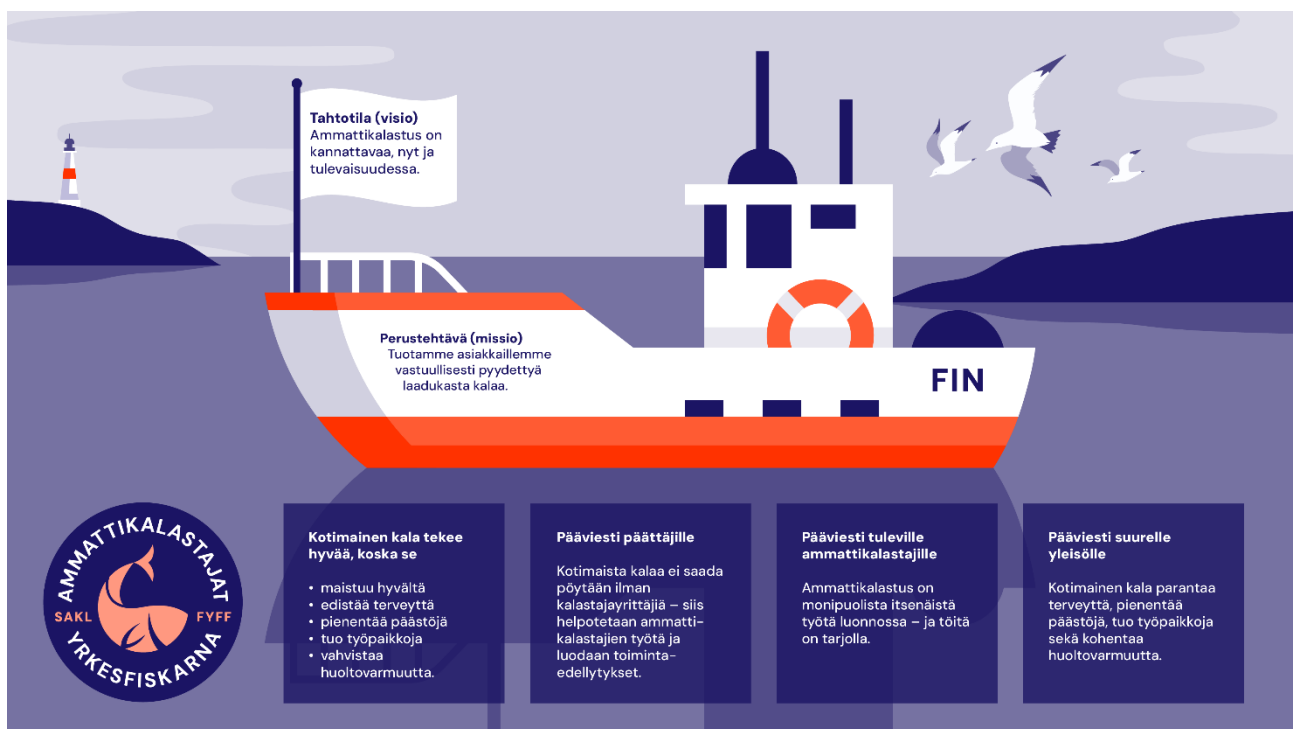 Tahtotila (visio)
Ammattikalastus on
kannattavaa, nyt ja
tulevaisuudessa.
Perustehtävä (missio)
Tuotamme asiakkaillemme
vastuullisesti pyydettyä
laadukasta kalaa.
FIN
AMMATTIKALASTAJAT
SAKL FYFF
YRKESFISKARNA
Kotimainen kala tekee
hyvää, koska se
• maistuu hyvältä
• edistää terveyttä
• pienentää päästöjä
• tuo työpaikkoja
• vahvistaa
huoltovarmuutta.
Pääviesti päättäjille
Kotimaista kalaa ei saada
pöytään ilman
kalastajayrittäjiä – siis
helpotetaan ammatti-
kalastajien työtä ja
luodaan toiminta-
edellytykset.
Pääviesti tuleville
ammattikalastajille
Ammattikalastus on
monipuolista itsenäistä
työtä luonnossa – ja töitä
on tarjolla.
Pääviesti suurelle
yleisölle
Kotimainen kala parantaa
terveyttä, pienentää
päästöjä, tuo työpaikkoja
sekä kohentaa
huoltovarmuutta.